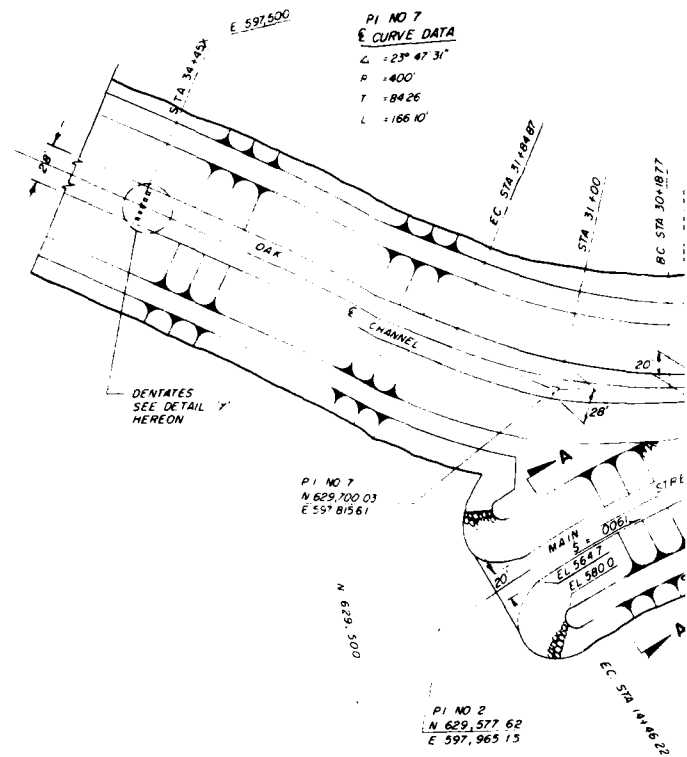 E 597,500
PI NO 7
℄ CURVE DATA
Δ = 23° 47' 31"
R = 400'
T = 84 26
L = 166 10'
STA 34+45
28'
EC STA 31+84 87
STA 31+00
BC STA 30+18 77
OAK
℄ CHANNEL
20'
28'
DENTATES
SEE DETAIL 'Y'
HEREON
PI NO 7
N 629,700 03
E 597 815 61
A
STRE
MAIN
S = 0061
EL 564 7
EL 580 0
20'
N 629,500
A
EC STA 14+46 22
PI NO 2
N 629,577 62
E 597,965 15